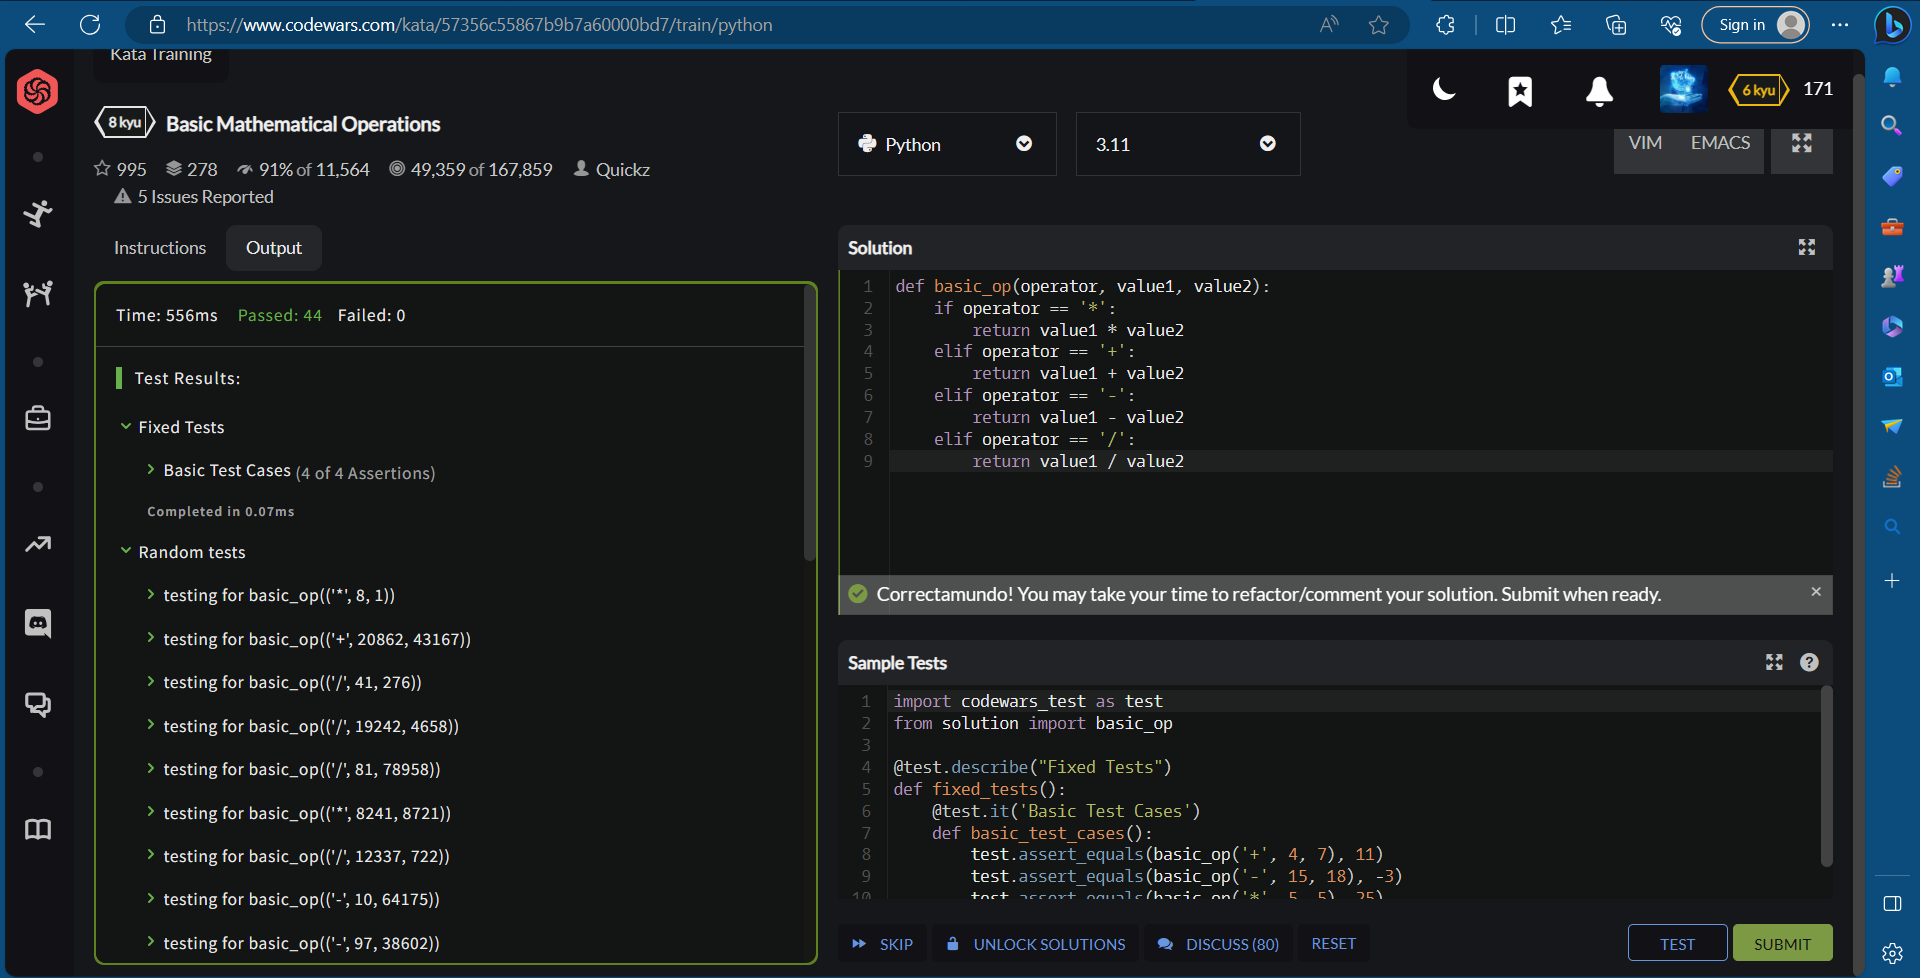 https://www.codewars.com/kata/57356c55867b9b7a60000bd7/train/python
Sign in
Kata Training
8 kyu
Basic Mathematical Operations
995 278 91% of 11,564 49,359 of 167,859 Quickz
5 Issues Reported
Python
3.11
6 kyu
171
VIM EMACS
Instructions
Output
Time: 556ms Passed: 44 Failed: 0
Test Results:
Fixed Tests
Basic Test Cases (4 of 4 Assertions)
Completed in 0.07ms
Random tests
testing for basic_op(('*', 8, 1))
testing for basic_op(('+', 20862, 43167))
testing for basic_op(('/', 41, 276))
testing for basic_op(('/', 19242, 4658))
testing for basic_op(('/', 81, 78958))
testing for basic_op(('*', 8241, 8721))
testing for basic_op(('/', 12337, 722))
testing for basic_op(('-', 10, 64175))
testing for basic_op(('-', 97, 38602))
Solution
1 def basic_op(operator, value1, value2):
2     if operator == '*':
3         return value1 * value2
4     elif operator == '+':
5         return value1 + value2
6     elif operator == '-':
7         return value1 - value2
8     elif operator == '/':
9         return value1 / value2
Correctamundo! You may take your time to refactor/comment your solution. Submit when ready.
Sample Tests
1 import codewars_test as test
2 from solution import basic_op
3
4 @test.describe("Fixed Tests")
5 def fixed_tests():
6     @test.it('Basic Test Cases')
7     def basic_test_cases():
8         test.assert_equals(basic_op('+', 4, 7), 11)
9         test.assert_equals(basic_op('-', 15, 18), -3)
10         test.assert_equals(basic_op('*', 5, 5), 25)
SKIP
UNLOCK SOLUTIONS
DISCUSS (80)
RESET
TEST
SUBMIT